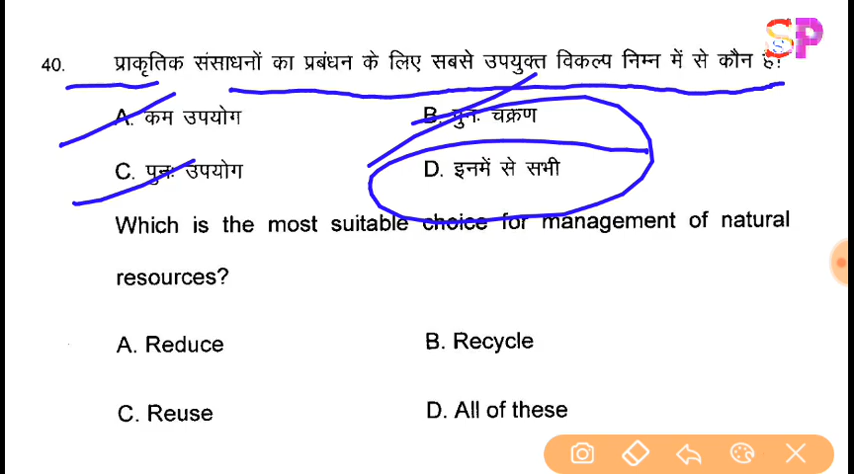 SP
40. प्राकृतिक संसाधनों का प्रबंधन के लिए सबसे उपयुक्त विकल्प निम्न में से कौन है?
A. कम उपयोग B. पुनः चक्रण
C. पुनः उपयोग D. इनमें से सभी
Which is the most suitable choice for management of natural
resources?
A. Reduce B. Recycle
C. Reuse D. All of these